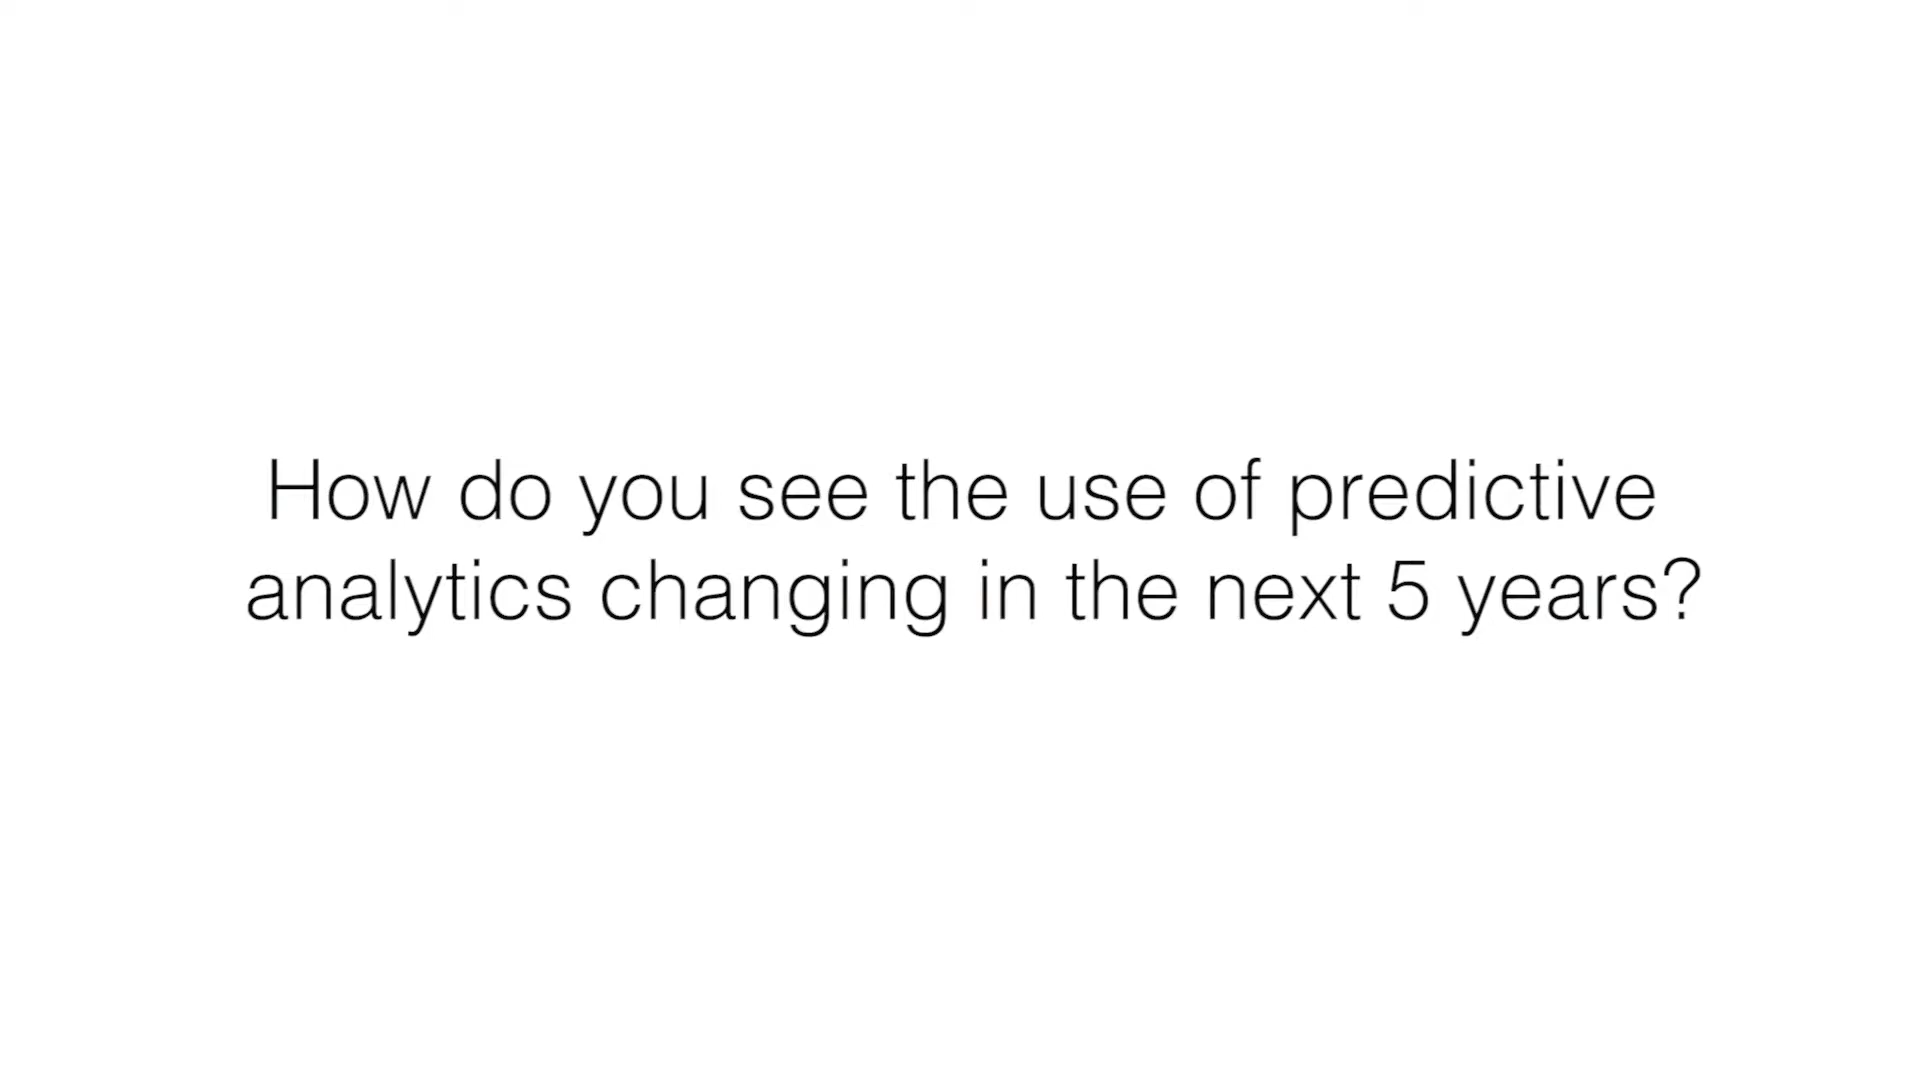 How do you see the use of predictive
analytics changing in the next 5 years?